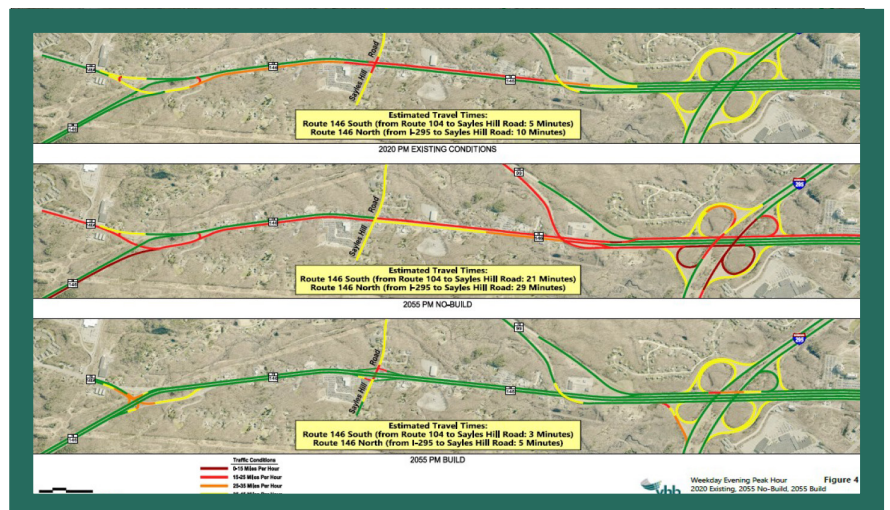 Sayles Hill Road
146
Estimated Travel Times:
Route 146 South (from Route 104 to Sayles Hill Road: 5 Minutes)
Route 146 North (from I-295 to Sayles Hill Road: 10 Minutes)
2020 PM EXISTING CONDITIONS
Sayles Hill Road
Estimated Travel Times:
Route 146 South (from Route 104 to Sayles Hill Road: 21 Minutes)
Route 146 North (from I-295 to Sayles Hill Road: 29 Minutes)
2055 PM NO-BUILD
Sayles Hill Road
Estimated Travel Times:
Route 146 South (from Route 104 to Sayles Hill Road: 3 Minutes)
Route 146 North (from I-295 to Sayles Hill Road: 5 Minutes)
2055 PM BUILD
Traffic Conditions
0-15 Miles Per Hour
15-25 Miles Per Hour
25-35 Miles Per Hour
vhb
Weekday Evening Peak Hour
Figure 4
2020 Existing, 2055 No-Build, 2055 Build